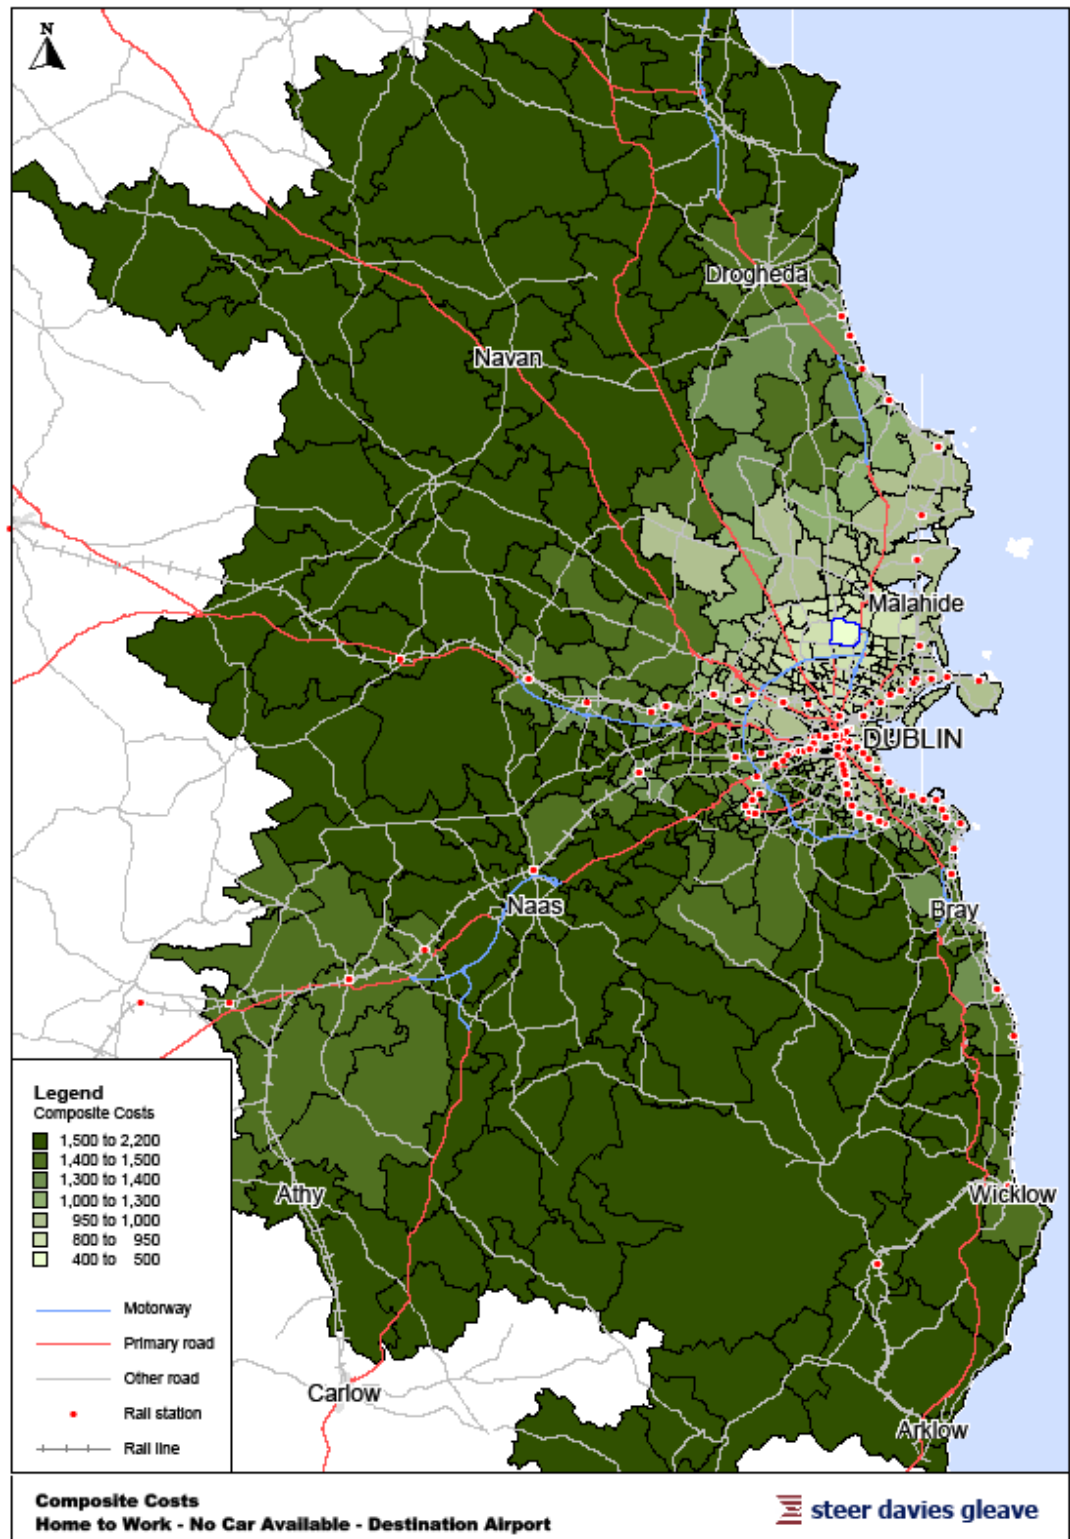 N
Drogheda
Navan
Malahide
DUBLIN
Naas
Bray
Legend
Composite Costs
1,500 to 2,200
1,400 to 1,500
1,300 to 1,400
1,000 to 1,300
950 to 1,000
800 to 950
400 to 500
Athy
Wicklow
Motorway
Primary road
Other road
Carlow
Rail station
Arklow
Rail line
Composite Costs
Home to Work - No Car Available - Destination Airport
steer davies gleave